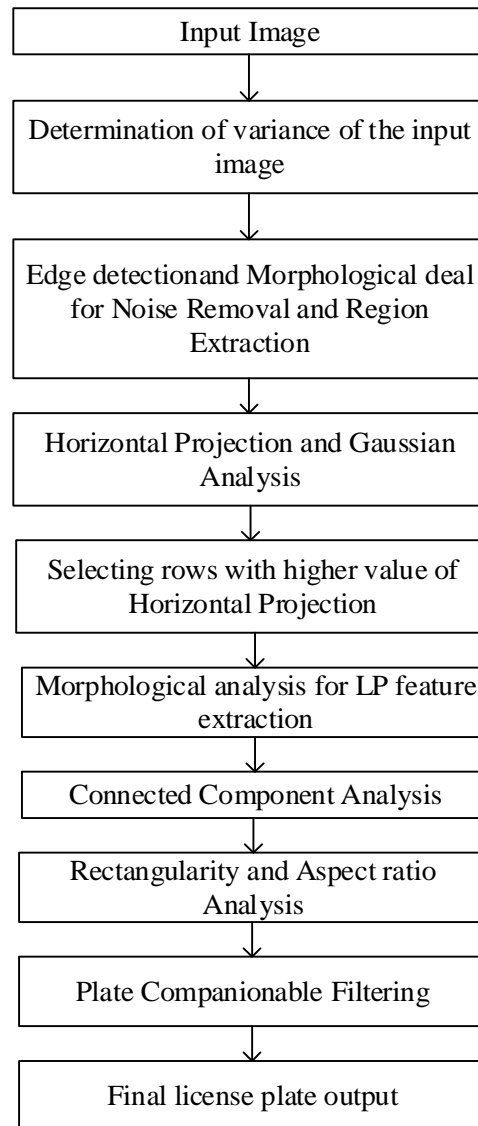 Input Image
Determination of variance of the input
image
Edge detectionand Morphological deal
for Noise Removal and Region
Extraction
Horizontal Projection and Gaussian
Analysis
Selecting rows with higher value of
Horizontal Projection
Morphological analysis for LP feature
extraction
Connected Component Analysis
Rectangularity and Aspect ratio
Analysis
Plate Companionable Filtering
Final license plate output